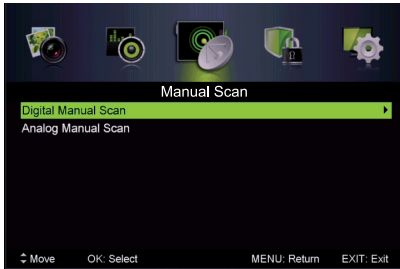 Manual Scan
Digital Manual Scan
Analog Manual Scan
Move OK: Select MENU: Return EXIT: Exit